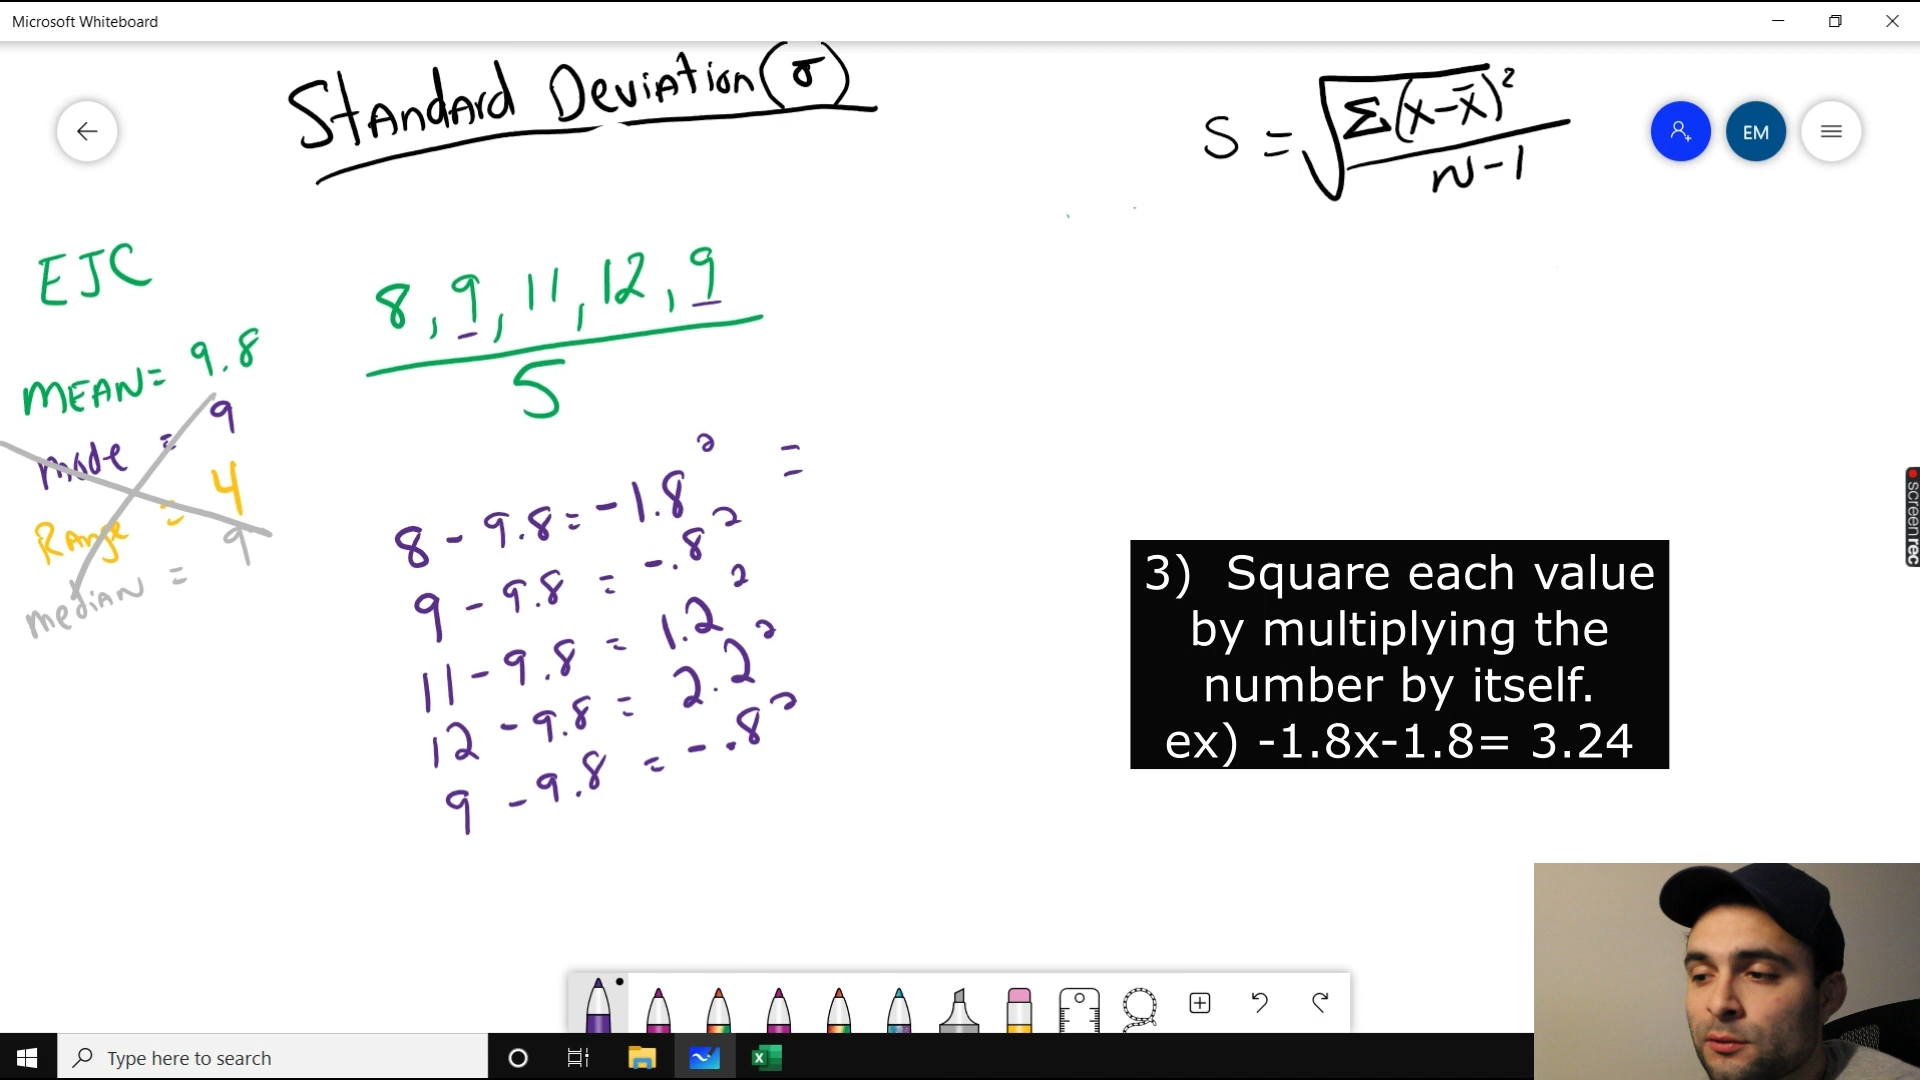 Microsoft Whiteboard
Standard Deviation (σ)
S = √Σ(x-x̄)² / N-1
EM
EJC
8, 9, 11, 12, 9
5
MEAN = 9.8
mode = 9
Range = 4
median = 9
8 - 9.8 = -1.8² =
9 - 9.8 = -.8²
11 - 9.8 = 1.2²
12 - 9.8 = 2.2²
9 - 9.8 = -.8²
3) Square each value
by multiplying the
number by itself.
ex) -1.8x-1.8= 3.24
screenrec
Type here to search